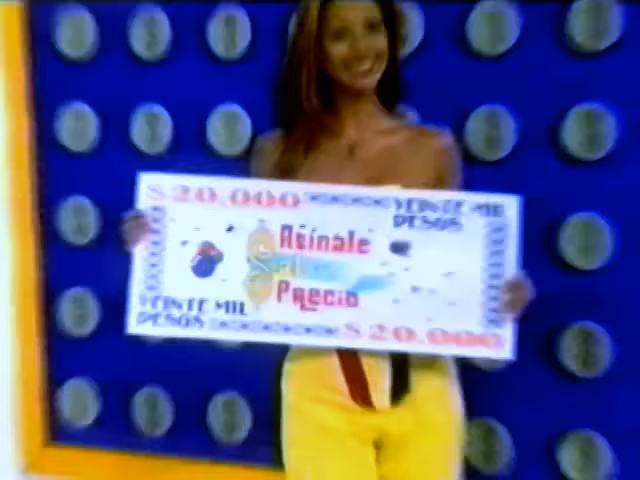 $20.000
VEINTE MIL
PESOS
Atínale
Precio
VEINTE MIL
PESOS
$20.000